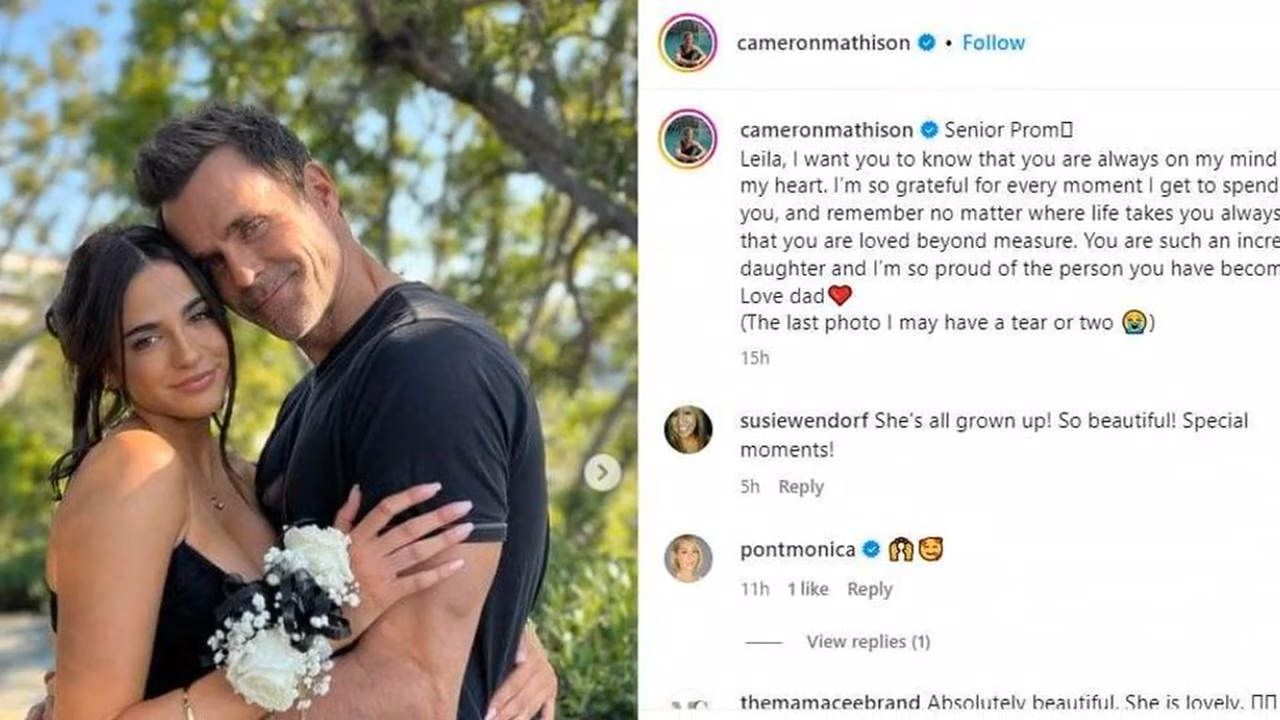 cameronmathison • Follow
cameronmathison Senior Prom
Leila, I want you to know that you are always on my mind
my heart. I'm so grateful for every moment I get to spend
you, and remember no matter where life takes you always
that you are loved beyond measure. You are such an incre
daughter and I'm so proud of the person you have becom
Love dad❤️
(The last photo I may have a tear or two 😭)
15h
susiewendorf She's all grown up! So beautiful! Special
moments!
5h Reply
pontmonica 🙌🥰
11h 1 like Reply
View replies (1)
themamaceebrand Absolutely beautiful. She is lovely.